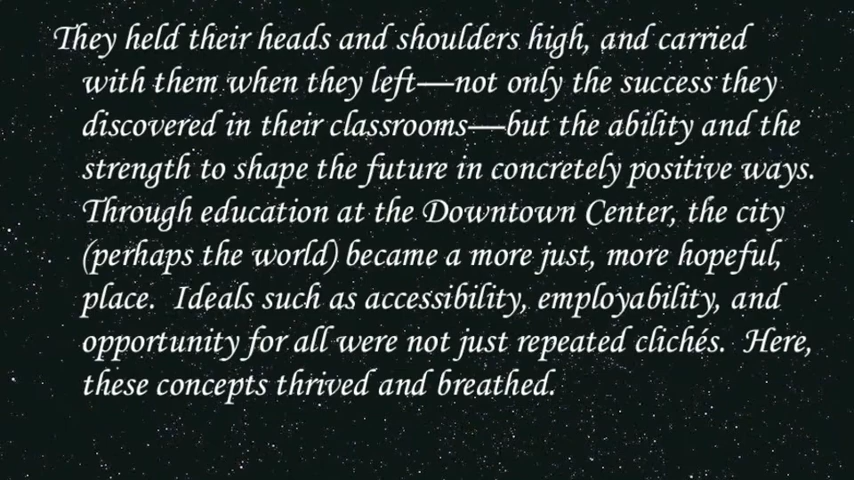 They held their heads and shoulders high, and carried
with them when they left—not only the success they
discovered in their classrooms—but the ability and the
strength to shape the future in concretely positive ways.
Through education at the Downtown Center, the city
(perhaps the world) became a more just, more hopeful,
place.  Ideals such as accessibility, employability, and
opportunity for all were not just repeated clichés.  Here,
these concepts thrived and breathed.